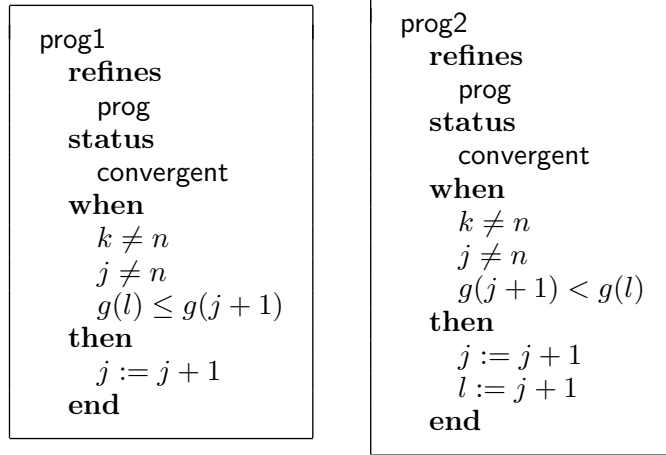 prog1
refines
prog
status
convergent
when
k ≠ n
j ≠ n
g(l) ≤ g(j + 1)
then
j := j + 1
end
prog2
refines
prog
status
convergent
when
k ≠ n
j ≠ n
g(j + 1) < g(l)
then
j := j + 1
l := j + 1
end